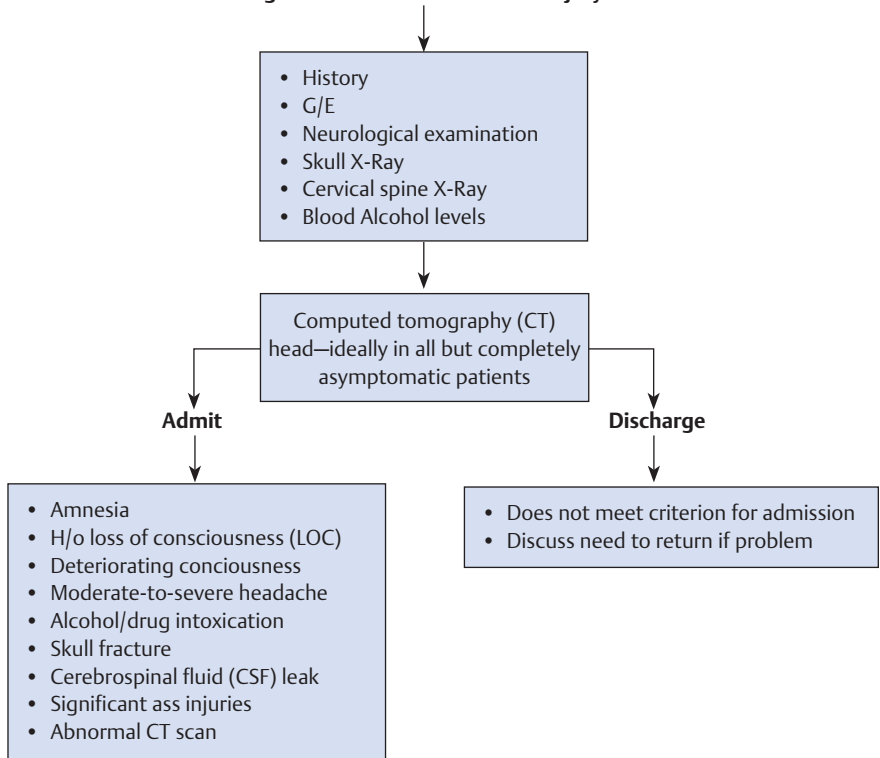 • History
• G/E
• Neurological examination
• Skull X-Ray
• Cervical spine X-Ray
• Blood Alcohol levels
Computed tomography (CT)
head—ideally in all but completely
asymptomatic patients
Admit
Discharge
• Amnesia
• H/o loss of consciousness (LOC)
• Deteriorating conciousness
• Moderate-to-severe headache
• Alcohol/drug intoxication
• Skull fracture
• Cerebrospinal fluid (CSF) leak
• Significant ass injuries
• Abnormal CT scan
• Does not meet criterion for admission
• Discuss need to return if problem